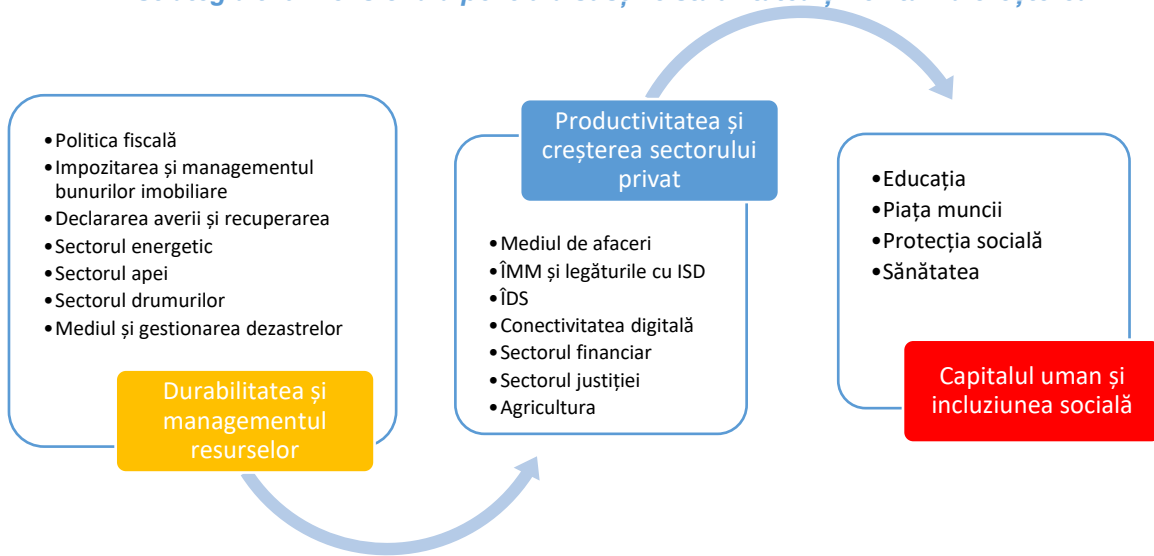 • Politica fiscală
• Impozitarea și managementul
bunurilor imobiliare
• Declararea averii și recuperarea
• Sectorul energetic
• Sectorul apei
• Sectorul drumurilor
• Mediul și gestionarea dezastrelor
Durabilitatea și
managementul
resurselor
Productivitatea și
creșterea sectorului
privat
• Mediul de afaceri
• ÎMM și legăturile cu ISD
• ÎDS
• Conectivitatea digitală
• Sectorul financiar
• Sectorul justiției
• Agricultura
• Educația
• Piața muncii
• Protecția socială
• Sănătatea
Capitalul uman și
incluziunea socială